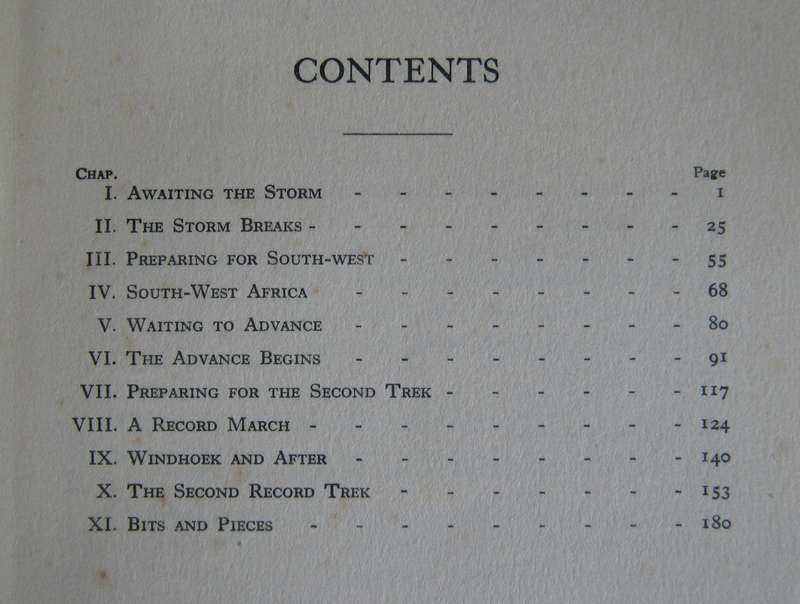 CONTENTS
CHAP. Page
I. AWAITING THE STORM - - - - - - - - 1
II. THE STORM BREAKS - - - - - - - - - 25
III. PREPARING FOR SOUTH-WEST - - - - - - - 55
IV. SOUTH-WEST AFRICA - - - - - - - - 68
V. WAITING TO ADVANCE - - - - - - - - 80
VI. THE ADVANCE BEGINS - - - - - - - - 91
VII. PREPARING FOR THE SECOND TREK - - - - - - 117
VIII. A RECORD MARCH - - - - - - - - - 124
IX. WINDHOEK AND AFTER - - - - - - - - 140
X. THE SECOND RECORD TREK - - - - - - - 153
XI. BITS AND PIECES - - - - - - - - - 180